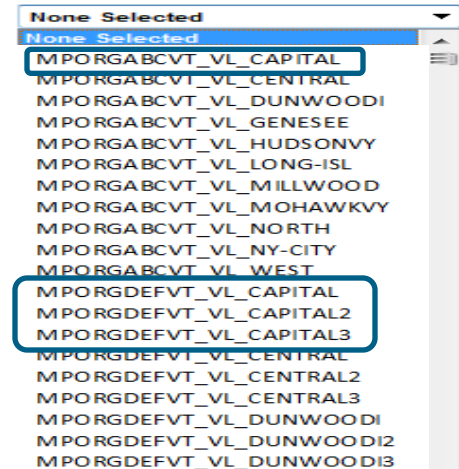 None Selected
None Selected
MPORGABCVT_VL_CAPITAL
MPORGABCVT_VL_CENTRAL
MPORGABCVT_VL_DUNWOODI
MPORGABCVT_VL_GENESEE
MPORGABCVT_VL_HUDSONVY
MPORGABCVT_VL_LONG-ISL
MPORGABCVT_VL_MILLWOOD
MPORGABCVT_VL_MOHAWKVY
MPORGABCVT_VL_NORTH
MPORGABCVT_VL_NY-CITY
MPORGABCVT_VL_WEST
MPORGDEFVT_VL_CAPITAL
MPORGDEFVT_VL_CAPITAL2
MPORGDEFVT_VL_CAPITAL3
MPORGDEFVT_VL_CENTRAL
MPORGDEFVT_VL_CENTRAL2
MPORGDEFVT_VL_CENTRAL3
MPORGDEFVT_VL_DUNWOODI
MPORGDEFVT_VL_DUNWOODI2
MPORGDEFVT_VL_DUNWOODI3